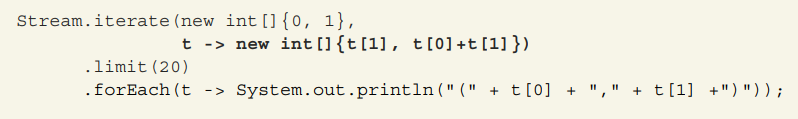 Stream.iterate(new int[]{0, 1},
t -> new int[]{t[1], t[0]+t[1]})
.limit(20)
.forEach(t -> System.out.println("(" + t[0] + "," + t[1] +")"));